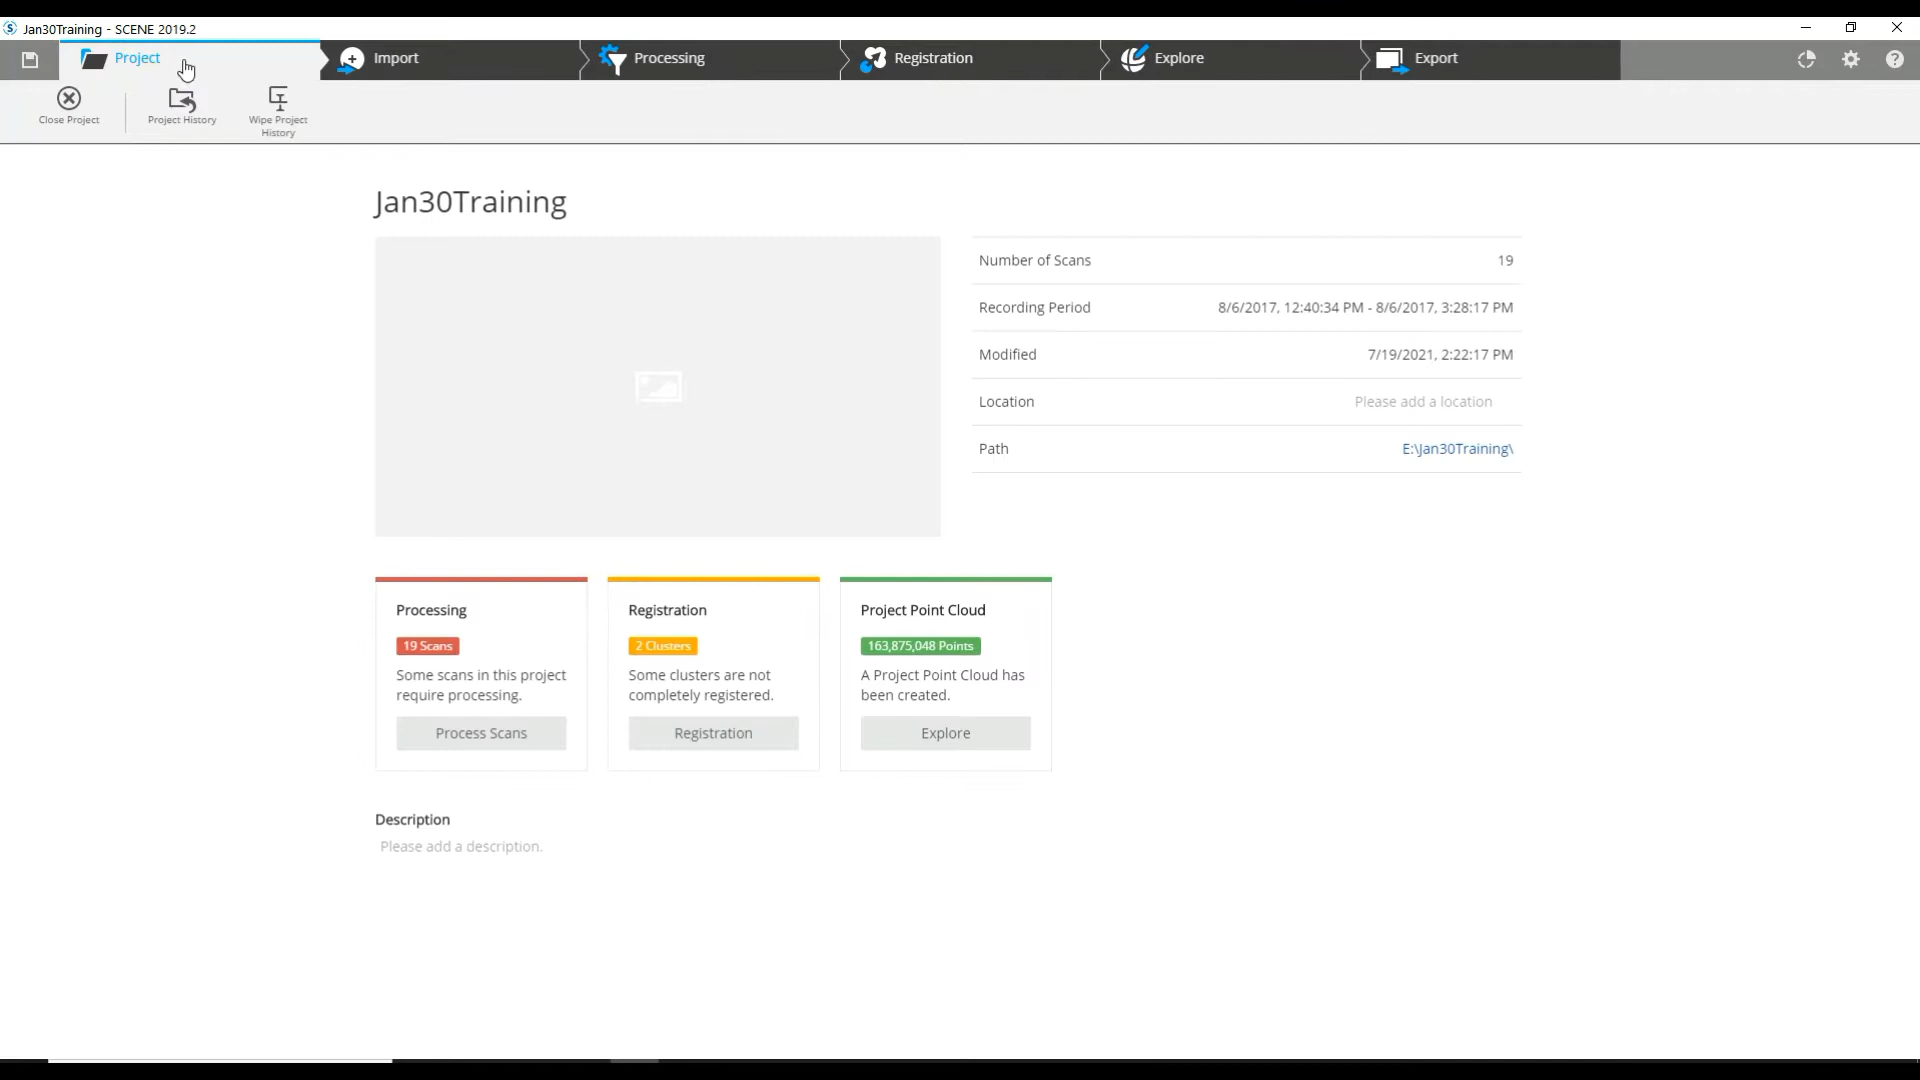 Jan30Training - SCENE 2019.2
Project
Import
Processing
Registration
Explore
Export
Close Project
Project History
Wipe Project
History
Jan30Training
Number of Scans 19
Recording Period 8/6/2017, 12:40:34 PM - 8/6/2017, 3:28:17 PM
Modified 7/19/2021, 2:22:17 PM
Location Please add a location
Path E:\Jan30Training\
Processing
19 Scans
Some scans in this project
require processing.
Process Scans
Registration
2 Clusters
Some clusters are not
completely registered.
Registration
Project Point Cloud
163,875,048 Points
A Project Point Cloud has
been created.
Explore
Description
Please add a description.